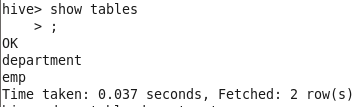 hive> show tables
    > ;
OK
department
emp
Time taken: 0.037 seconds, Fetched: 2 row(s)